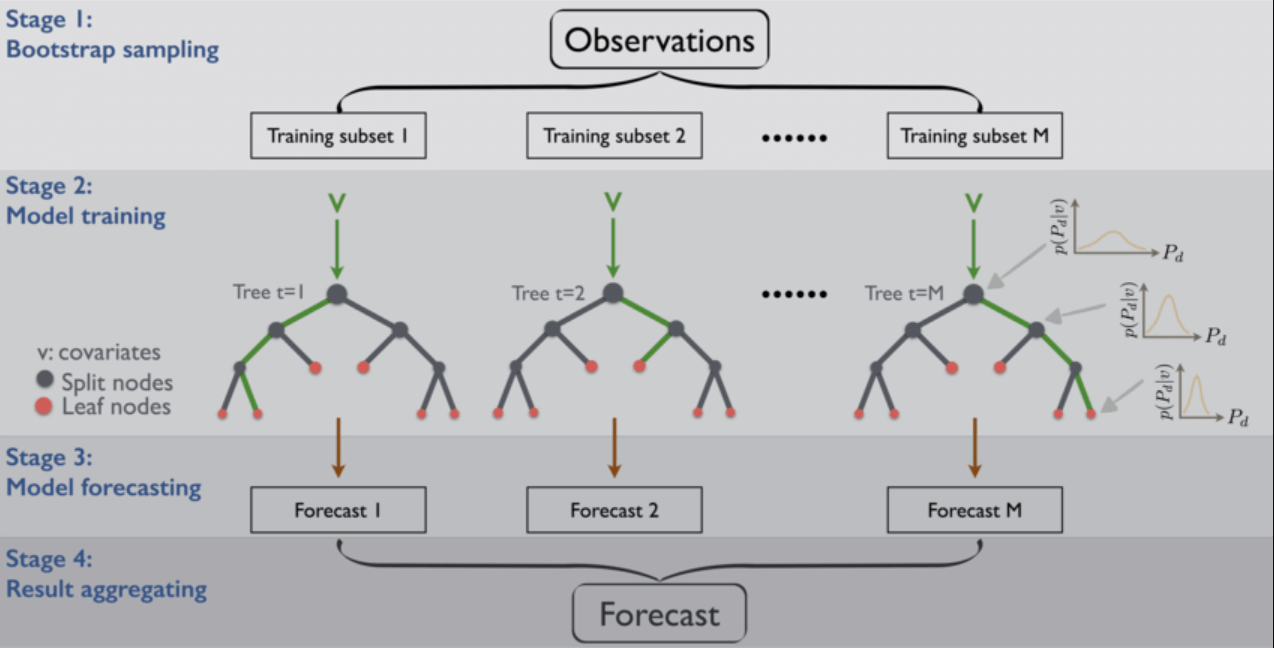 Stage 1:
Bootstrap sampling
Observations
Training subset 1
Training subset 2
Training subset M
Stage 2:
Model training
v
v
v
p(P_d|v)
P_d
Tree t=1
Tree t=2
Tree t=M
p(P_d|v)
P_d
v: covariates
Split nodes
Leaf nodes
p(P_d|v)
P_d
Stage 3:
Model forecasting
Forecast 1
Forecast 2
Forecast M
Stage 4:
Result aggregating
Forecast